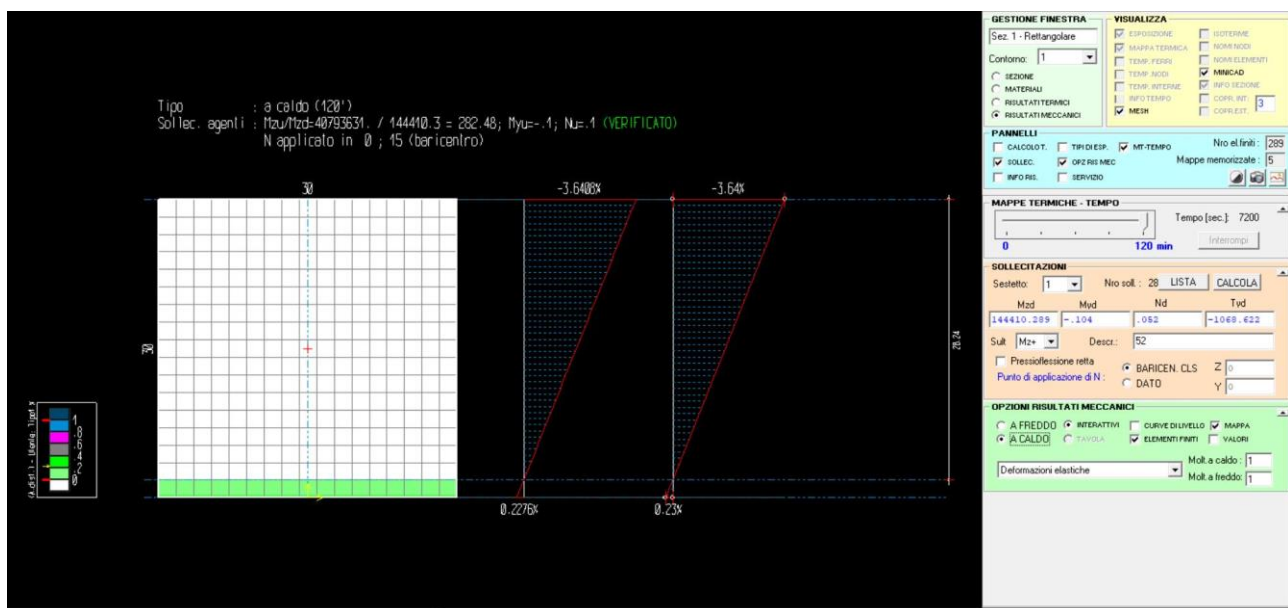 Tipo : a caldo (120')
Sollec. agenti : Mzu/Mzd=40793631. / 144410.3 = 282.48; Myu=-.1; Nu=.1 (VERIFICATO)
N applicato in 0 ; 15 (baricentro)
30
-3.6408%
-3.64%
30
28.24
0.2276%
0.23%
1
.8
.6
.4
.2
0
GESTIONE FINESTRA
Sez. 1 - Rettangolare
Contorno: 1
SEZIONE
MATERIALI
RISULTATI TERMICI
RISULTATI MECCANICI
VISUALIZZA
ESPOSIZIONE
ISOTERME
MAPPA TERMICA
NOMI NODI
TEMP. FERRI
NOMI ELEMENTI
TEMP. NODI
MINICAD
TEMP. INTERNE
INFO SEZIONE
INFO TEMPO
COPR. INT: 3
MESH
COPR.EST.
PANNELLI
CALCOLO T.
TIPI DI ESP.
MT-TEMPO
Nro el.finiti : 289
SOLLEC.
OPZ RIS MEC
Mappe memorizzate : 5
INFO RIS.
SERVIZIO
MAPPE TERMICHE - TEMPO
Tempo [sec.]: 7200
0
120 min
Interrompi
SOLLECITAZIONI
Sestetto: 1
Nro soll. : 28
LISTA
CALCOLA
Mzd Myd Nd Tyd
144410.289 -.104 .052 -1068.622
Sult Mz+
Descr.: 52
Pressoflessione retta
Punto di applicazione di N :
BARICEN. CLS
Z 0
DATO
Y 0
OPZIONI RISULTATI MECCANICI
A FREDDO
INTERATTIVI
CURVE DI LIVELLO
MAPPA
A CALDO
TAVOLA
ELEMENTI FINITI
VALORI
Deformazioni elastiche
Molt.a caldo : 1
Molt.a freddo: 1